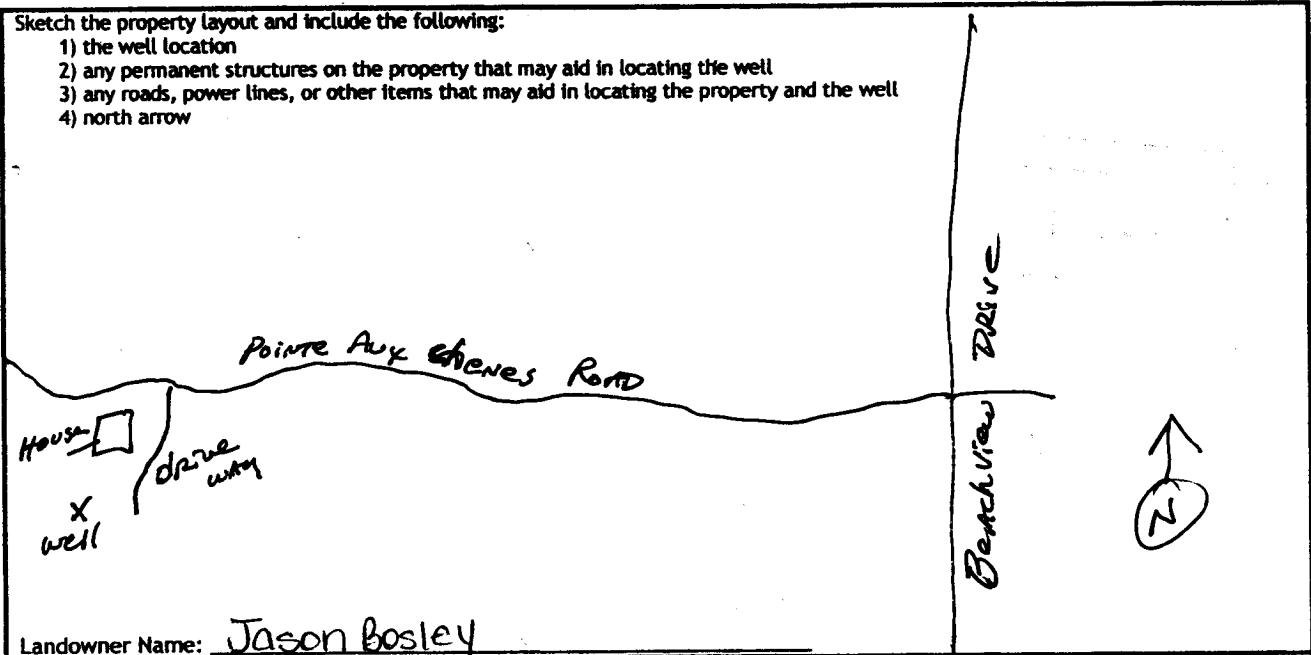 Sketch the property layout and include the following:
1) the well location
2) any permanent structures on the property that may aid in locating the well
3) any roads, power lines, or other items that may aid in locating the property and the well
4) north arrow
Pointe Aux Chenes Road
Beachview Drive
House
drive
way
X
well
N
Landowner Name: Jason Bosley